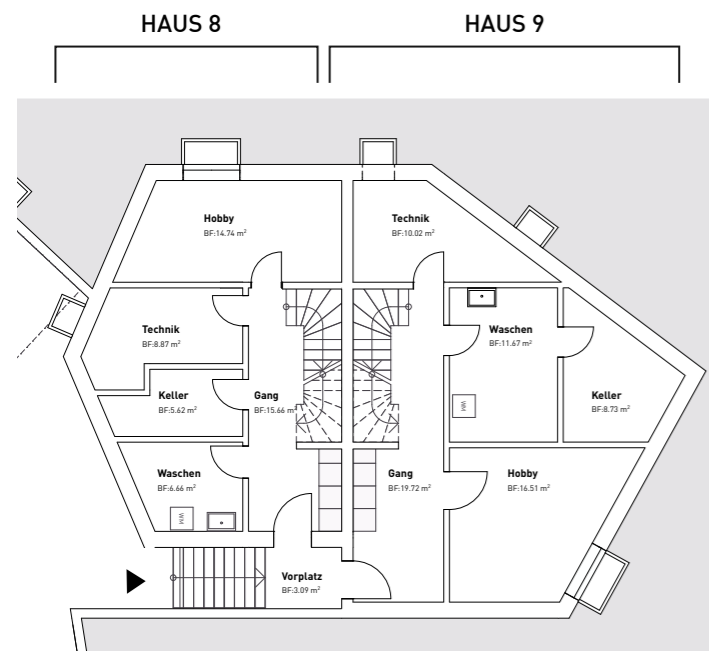 HAUS 8
HAUS 9
Hobby
BF:14.74 m²
Technik
BF:10.02 m²
Technik
BF:8.87 m²
Waschen
BF:11.67 m²
Keller
BF:5.62 m²
Gang
BF:15.66 m²
Keller
BF:8.73 m²
WM
Waschen
BF:6.66 m²
WM
Gang
BF:19.72 m²
Hobby
BF:16.51 m²
Vorplatz
BF:3.09 m²